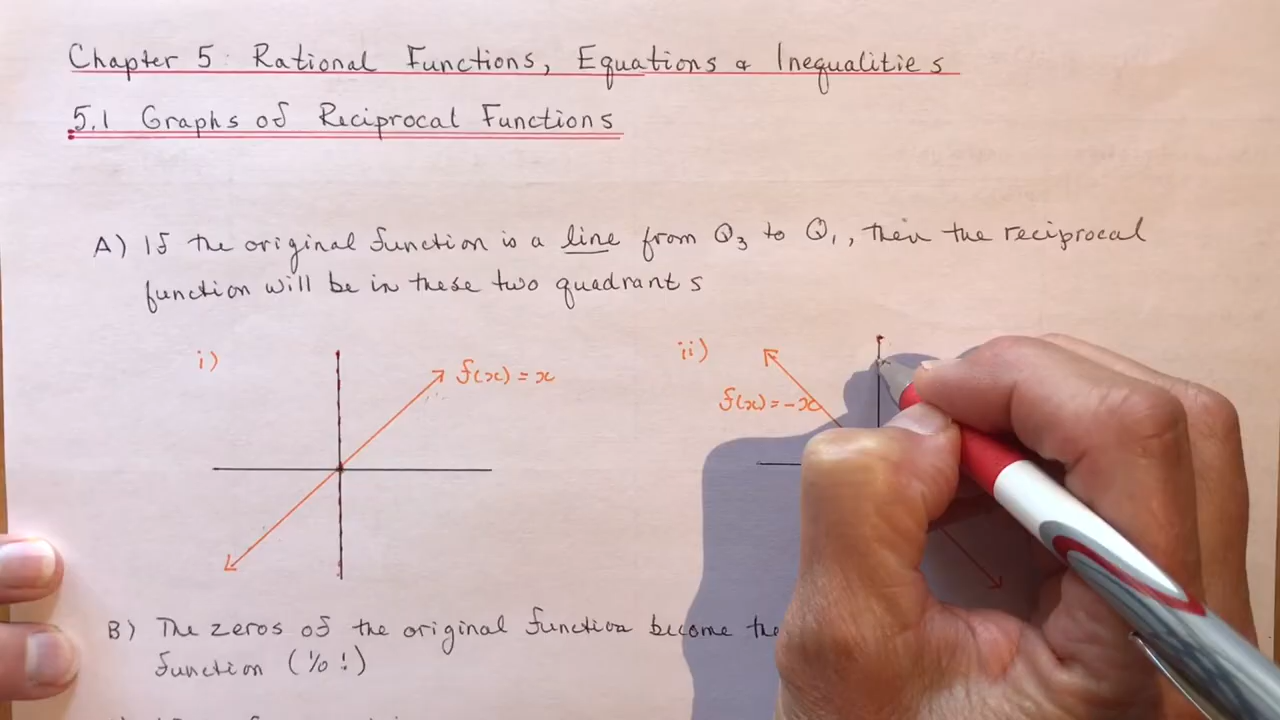 Chapter 5: Rational Functions, Equations & Inequalities
5.1 Graphs of Reciprocal Functions
A) If the original function is a line from Q3 to Q1, then the reciprocal
function will be in these two quadrants
i)
f(x) = x
ii)
f(x) = -x
B) The zeros of the original function become the
function (1/0!)